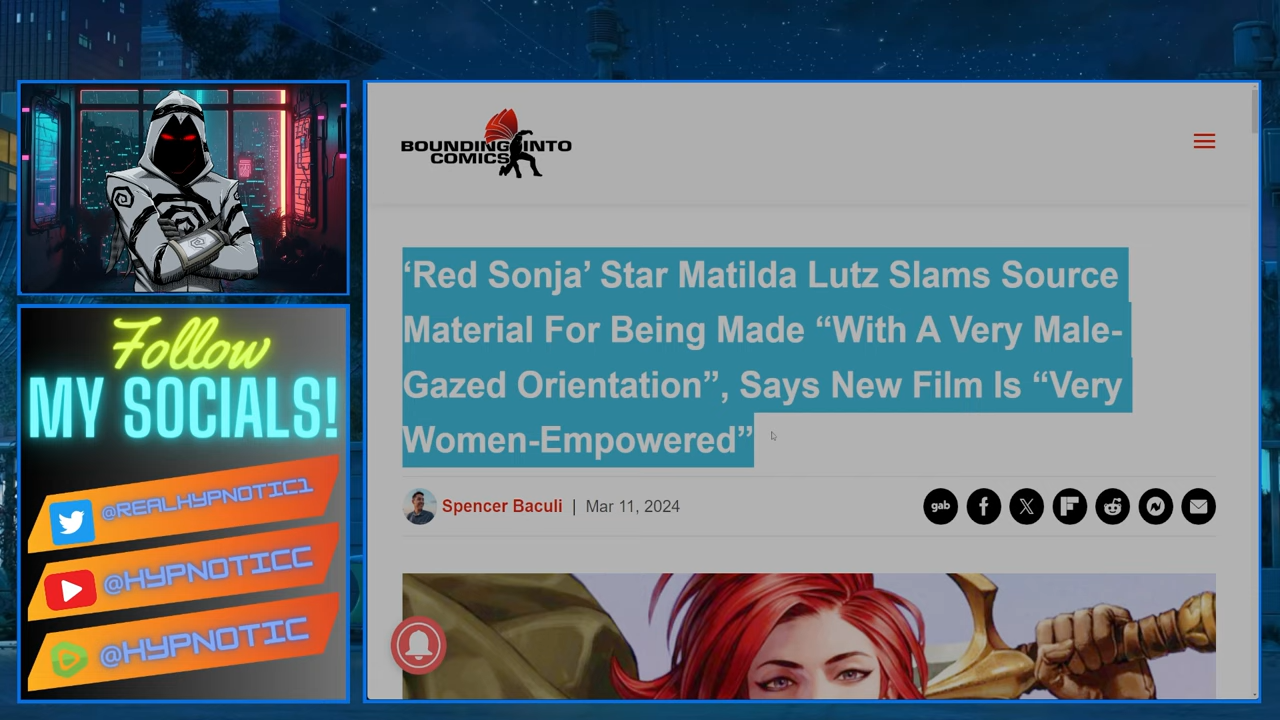 Follow
MY SOCIALS!
@REALHYPNOTIC1
@HYPNOTICC
@HYPNOTIC
BOUNDING INTO
COMICS
‘Red Sonja’ Star Matilda Lutz Slams Source
Material For Being Made “With A Very Male-
Gazed Orientation”, Says New Film Is “Very
Women-Empowered”
Spencer Baculi | Mar 11, 2024
gab